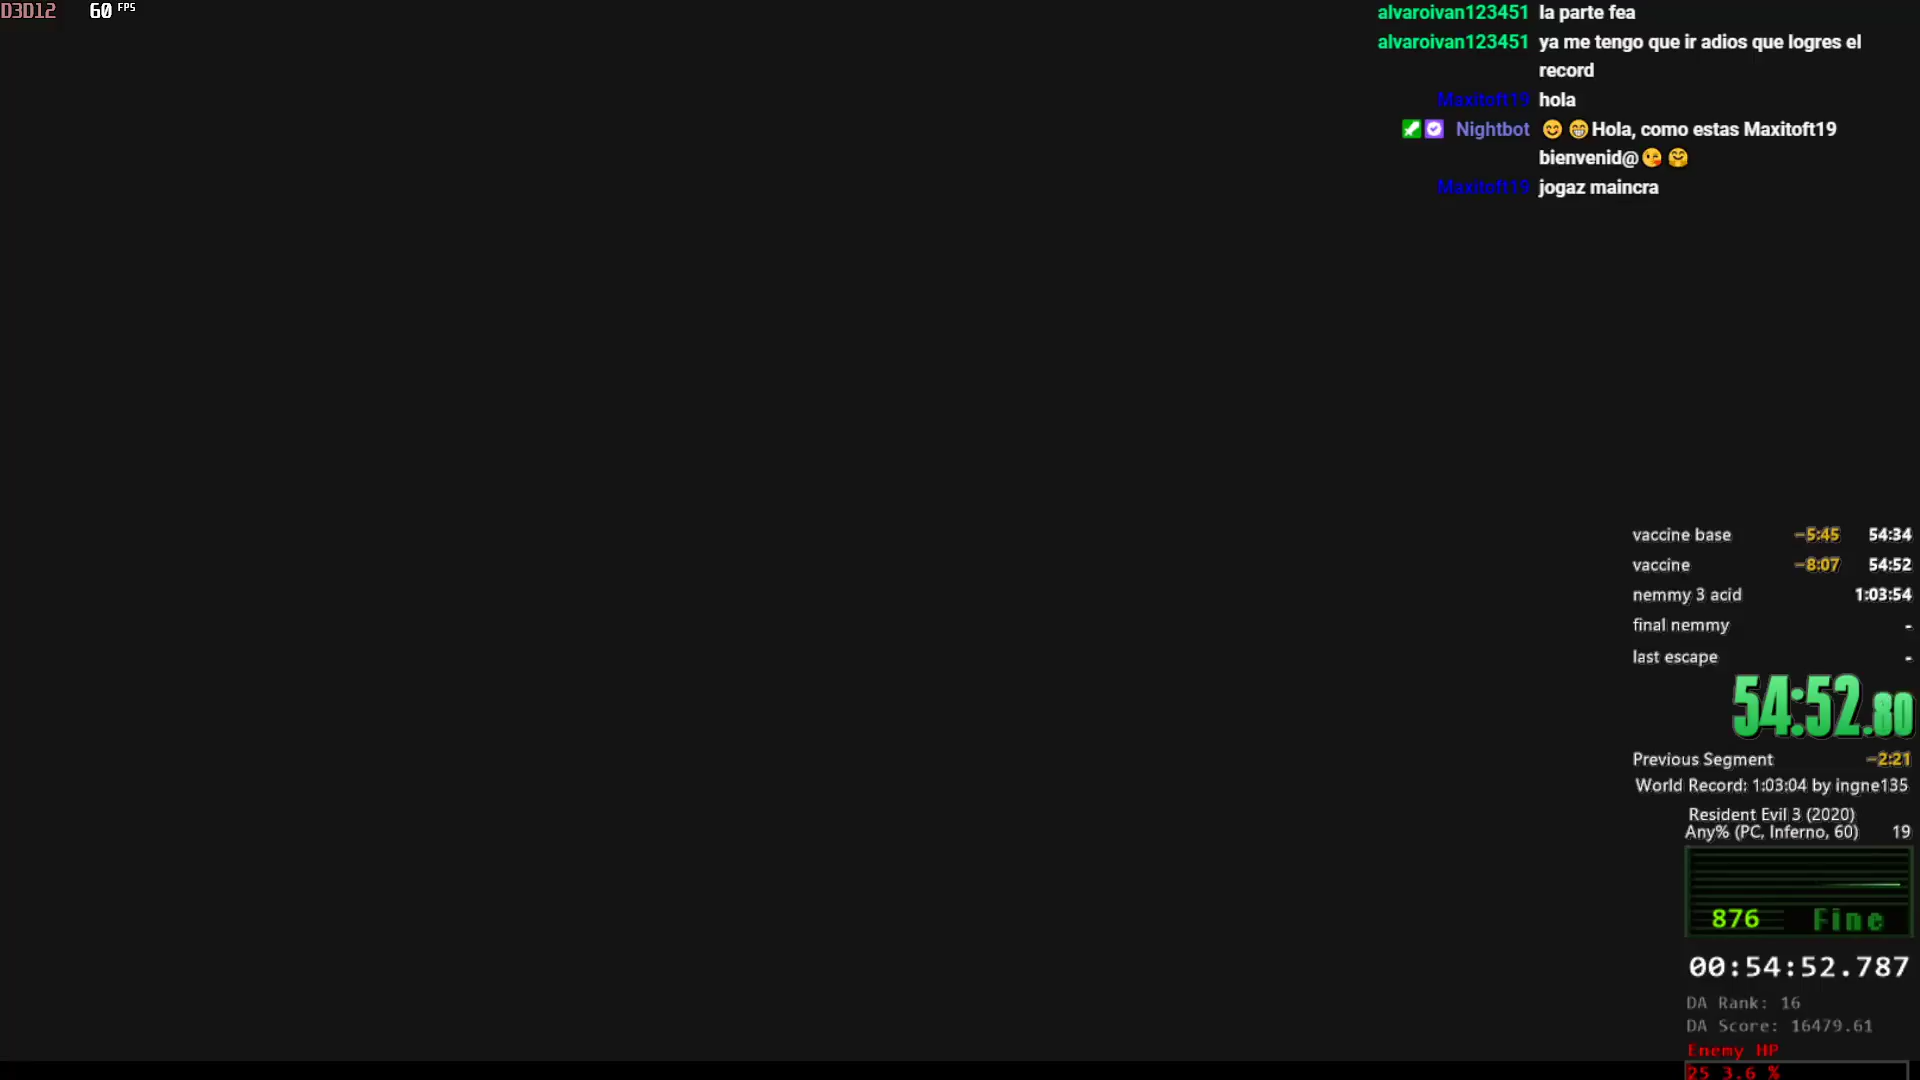 D3D12 60 FPS
alvaroivan123451 la parte fea
alvaroivan123451 ya me tengo que ir adios que logres el
record
Maxitoft19 hola
Nightbot 😊 😁Hola, como estas Maxitoft19
bienvenid@😘 🤗
Maxitoft19 jogaz maincra
vaccine base −5:45 54:34
vaccine −8:07 54:52
nemmy 3 acid 1:03:54
final nemmy -
last escape -
54:52.80
Previous Segment −2:21
World Record: 1:03:04 by ingne135
Resident Evil 3 (2020)
Any% (PC, Inferno, 60) 19
876 Fine
00:54:52.787
DA Rank: 16
DA Score: 16479.61
Enemy HP
25 3.6 %